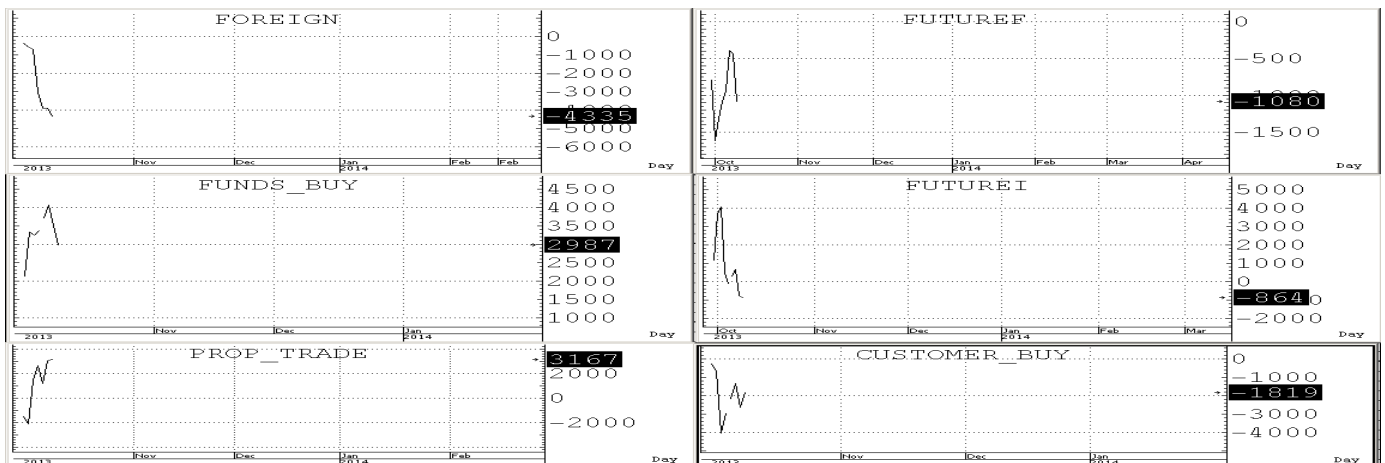 FOREIGN
0
-1000
-2000
-3000
-4335
-5000
-6000
Nov Dec Jan Feb Feb
2013 2014 Day
FUTUREF
0
-500
-1080
-1500
Oct Nov Dec Jan Feb Mar Apr
2013 2014 Day
FUNDS_BUY
4500
4000
3500
2987
2500
2000
1500
1000
Nov Dec Jan
2013 2014 Day
FUTUREI
5000
4000
3000
2000
1000
0
-864
-2000
Oct Nov Jan Feb Mar
2013 2014 Day
PROP_TRADE
3167
2000
0
-2000
Nov Dec Jan Feb
2013 2014 Day
CUSTOMER_BUY
0
-1000
-1819
-3000
-4000
Nov Jan
2013 2014 Day